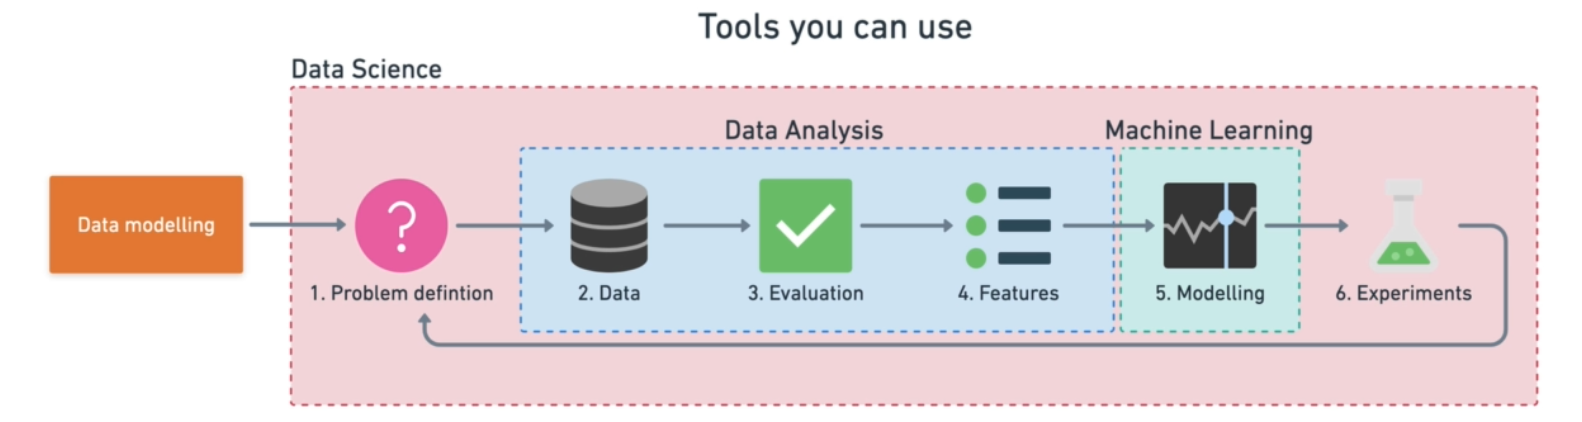 Tools you can use
Data Science
Data Analysis
Machine Learning
Data modelling
?
1. Problem defintion
2. Data
3. Evaluation
4. Features
5. Modelling
6. Experiments